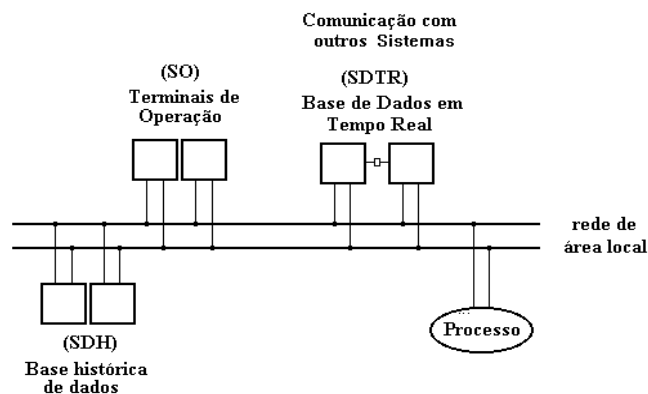 Comunicação com
outros Sistemas
(SO)
Terminais de
Operação
(SDTR)
Base de Dados em
Tempo Real
rede de
área local
(SDH)
Base histórica
de dados
...
Processo